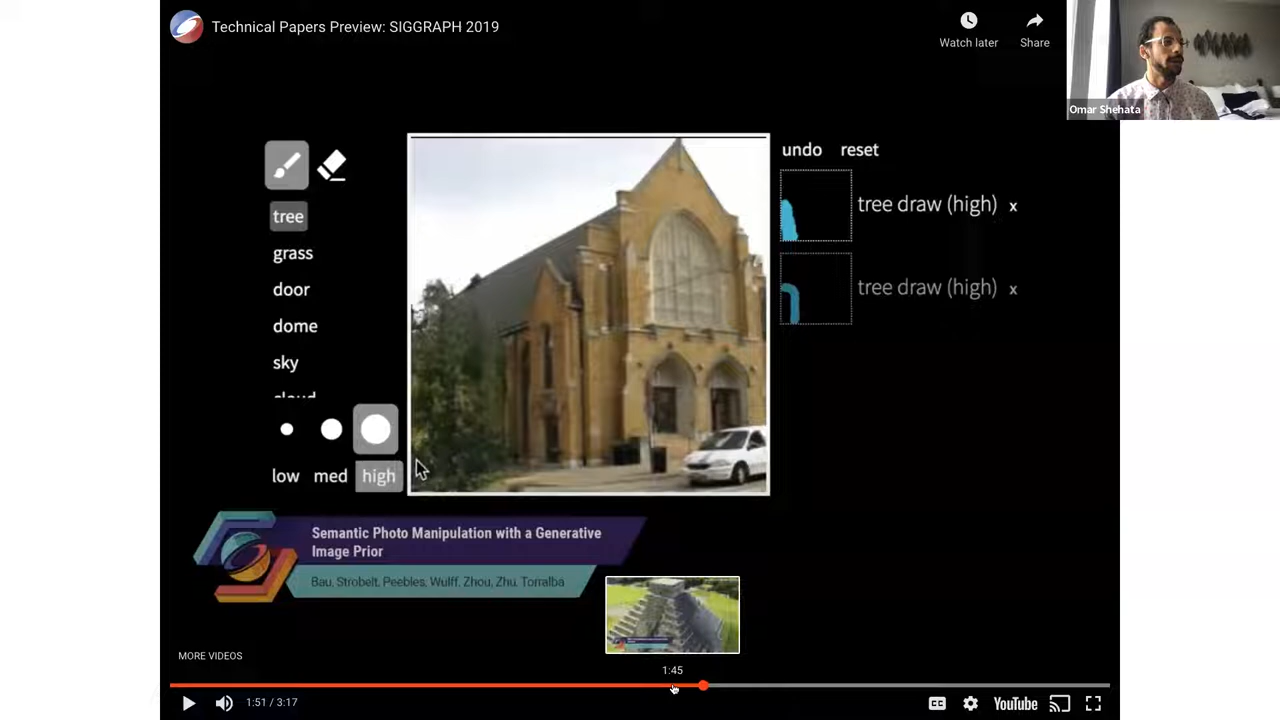 Technical Papers Preview: SIGGRAPH 2019
Watch later
Share
Omar Shehata
undo reset
tree
grass
door
dome
sky
cloud
low med high
tree draw (high) x
tree draw (high) x
Semantic Photo Manipulation with a Generative
Image Prior
Bau, Strobelt, Peebles, Wulff, Zhou, Zhu, Torralba
MORE VIDEOS
1:45
1:51 / 3:17
CC
YouTube